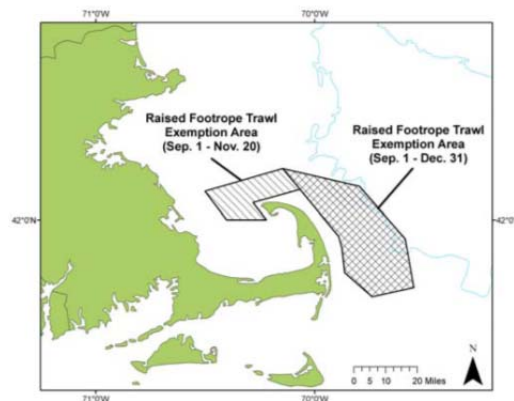 71°0'W 70°0'W
Raised Footrope Trawl
Exemption Area
(Sep. 1 - Nov. 20)
Raised Footrope Trawl
Exemption Area
(Sep. 1 - Dec. 31)
42°0'N 42°0'N
N
0 5 10 20 Miles
71°0'W 70°0'W